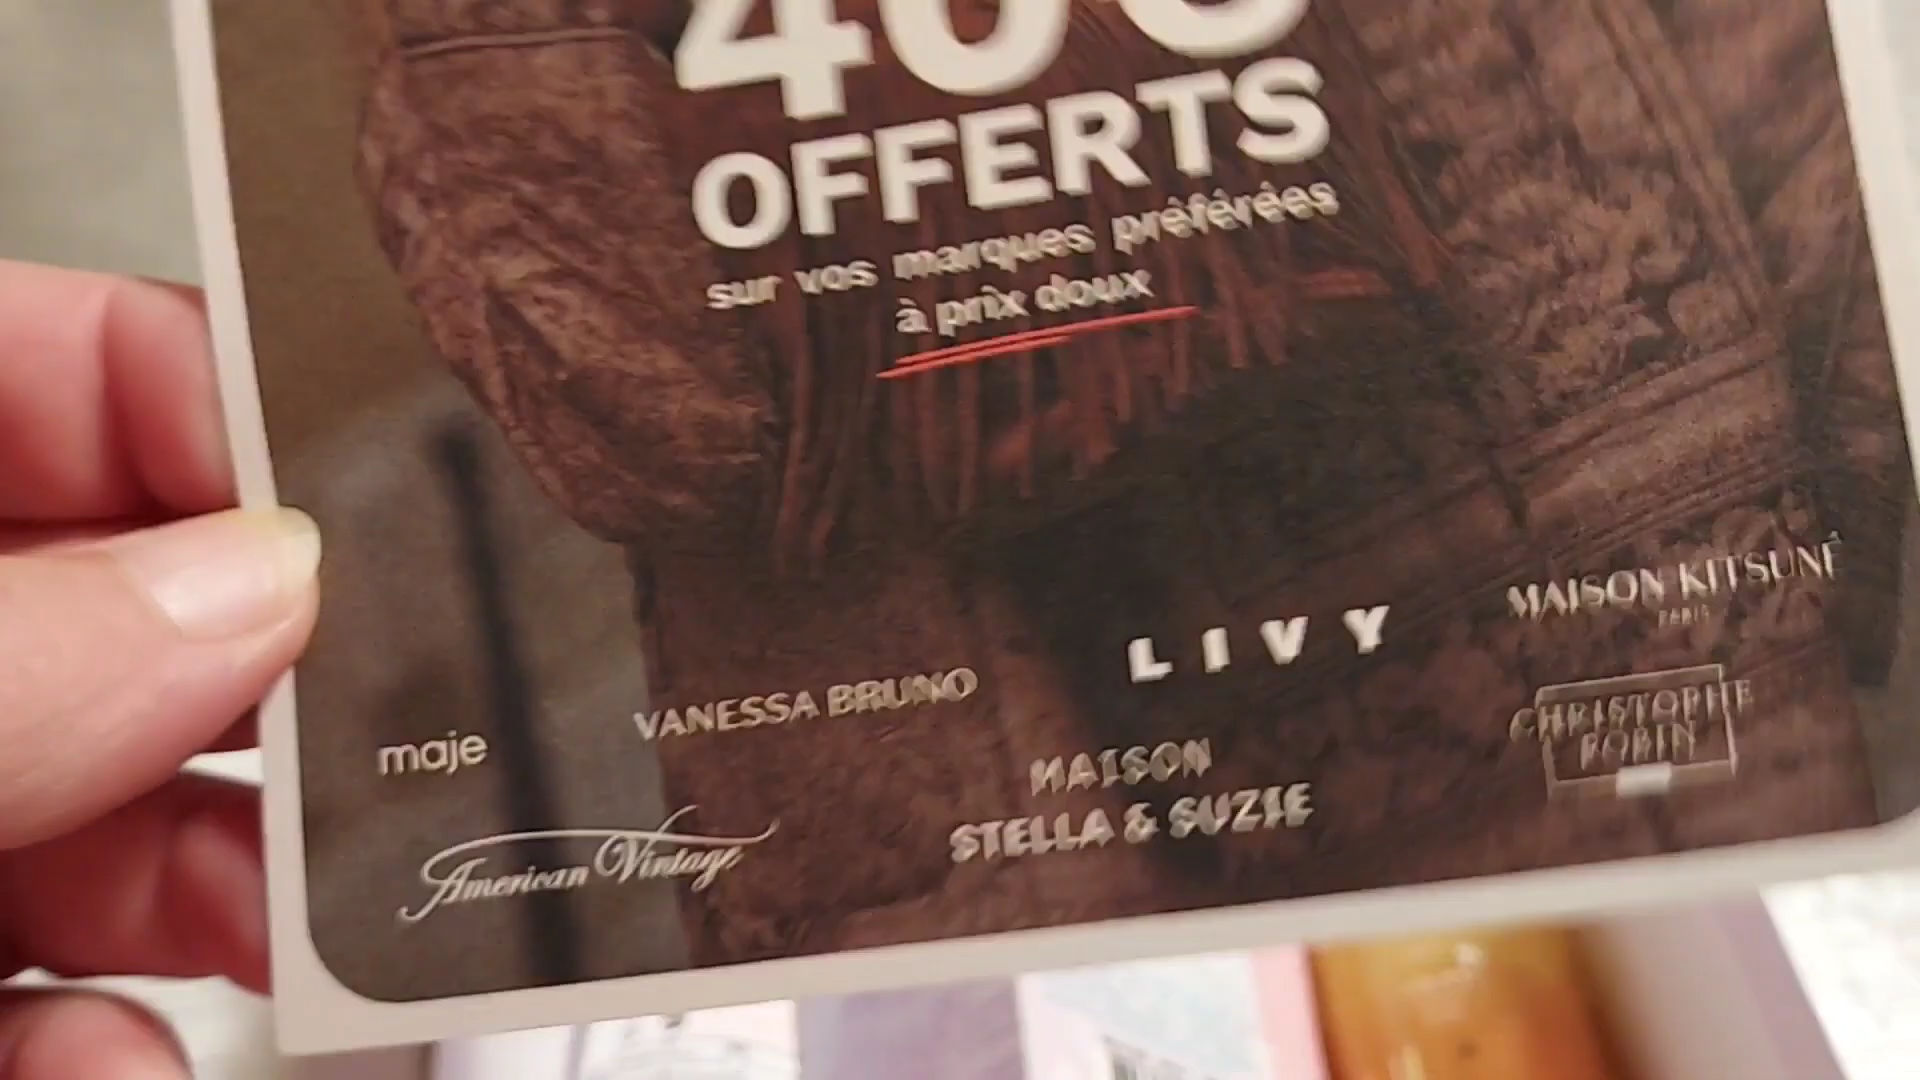 40€
OFFERTS
sur vos marques préférées
à prix doux
maje
VANESSA BRUNO
LIVY
MAISON KITSUNÉ
PARIS
American Vintage
MAISON
STELLA & SUZIE
CHRISTOPHE
ROBIN